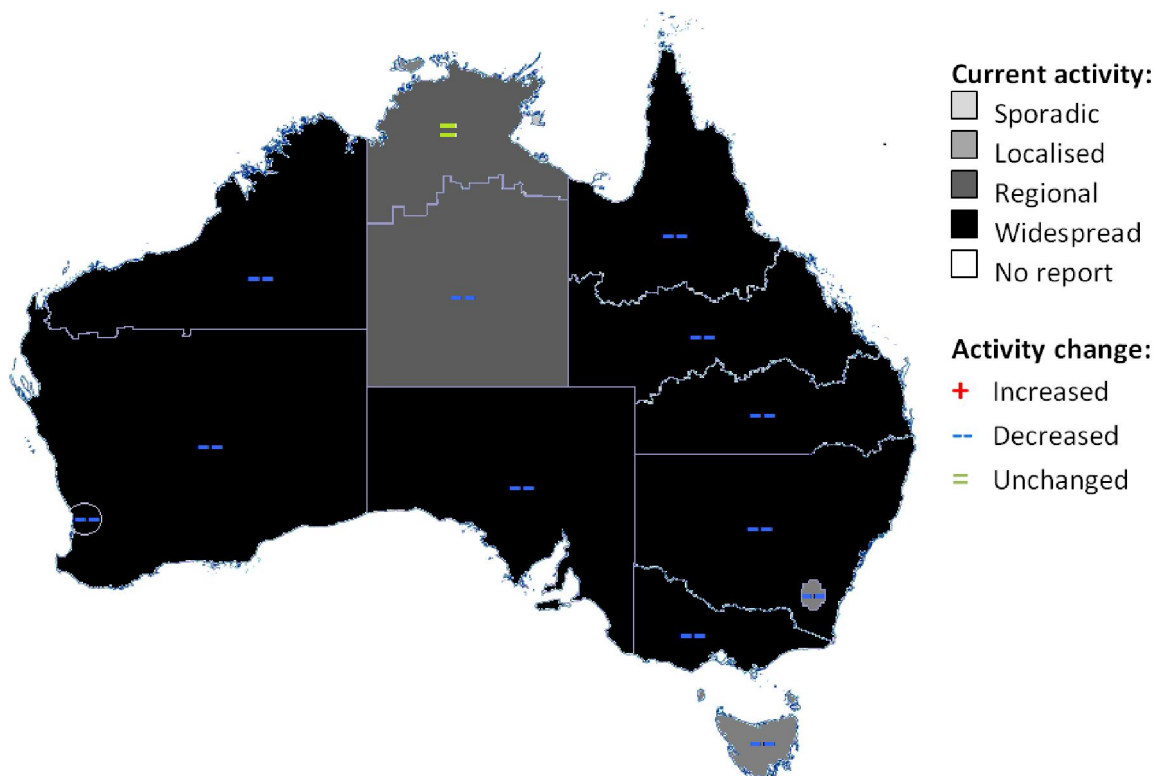 Current activity:
Sporadic
Localised
Regional
Widespread
No report
Activity change:
+ Increased
-- Decreased
= Unchanged